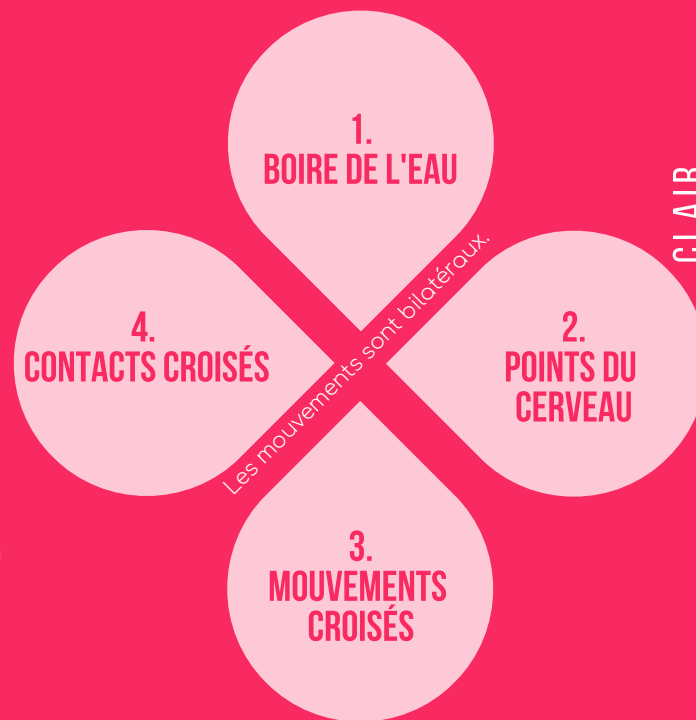 1.
BOIRE DE L'EAU
CLAIR
Les mouvements sont bilatéraux.
4.
CONTACTS CROISÉS
2.
POINTS DU
CERVEAU
3.
MOUVEMENTS
CROISÉS